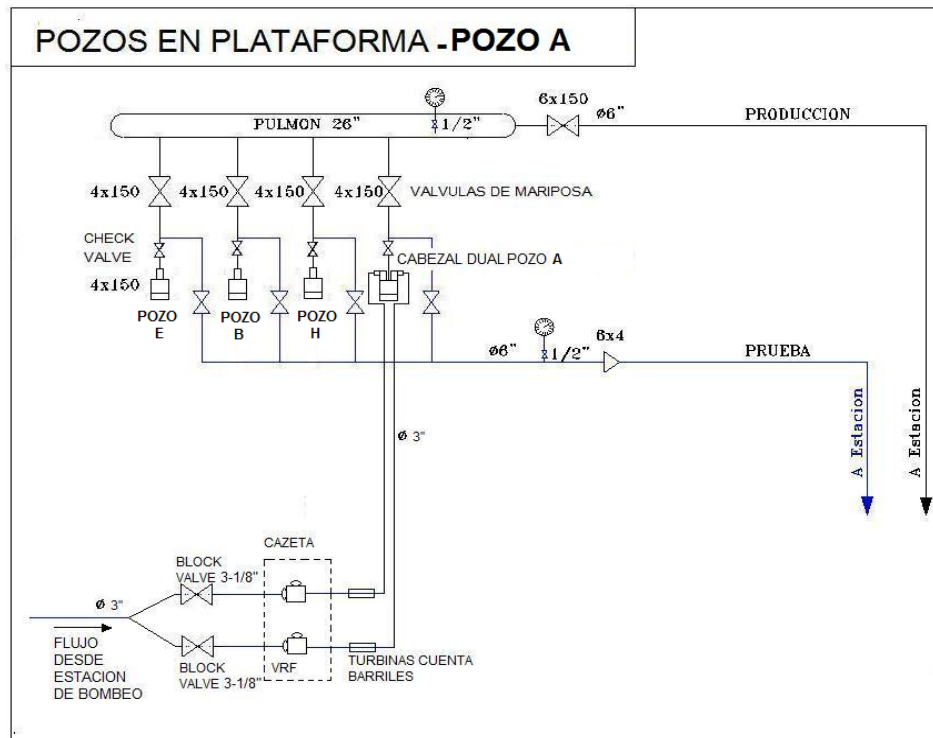 POZOS EN PLATAFORMA - POZO A
6x150
ø6"
PRODUCCION
PULMON 26"
1/2"
4x150
4x150
4x150
4x150
VALVULAS DE MARIPOSA
CHECK
VALVE
CABEZAL DUAL POZO A
4x150
POZO
E
POZO
B
POZO
H
ø6"
1/2"
6x4
PRUEBA
A Estacion
A Estacion
ø 3"
CAZETA
BLOCK
VALVE 3-1/8"
ø 3"
FLUJO
DESDE
ESTACION
DE BOMBEO
BLOCK
VALVE 3-1/8"
VRF
TURBINAS CUENTA
BARRILES